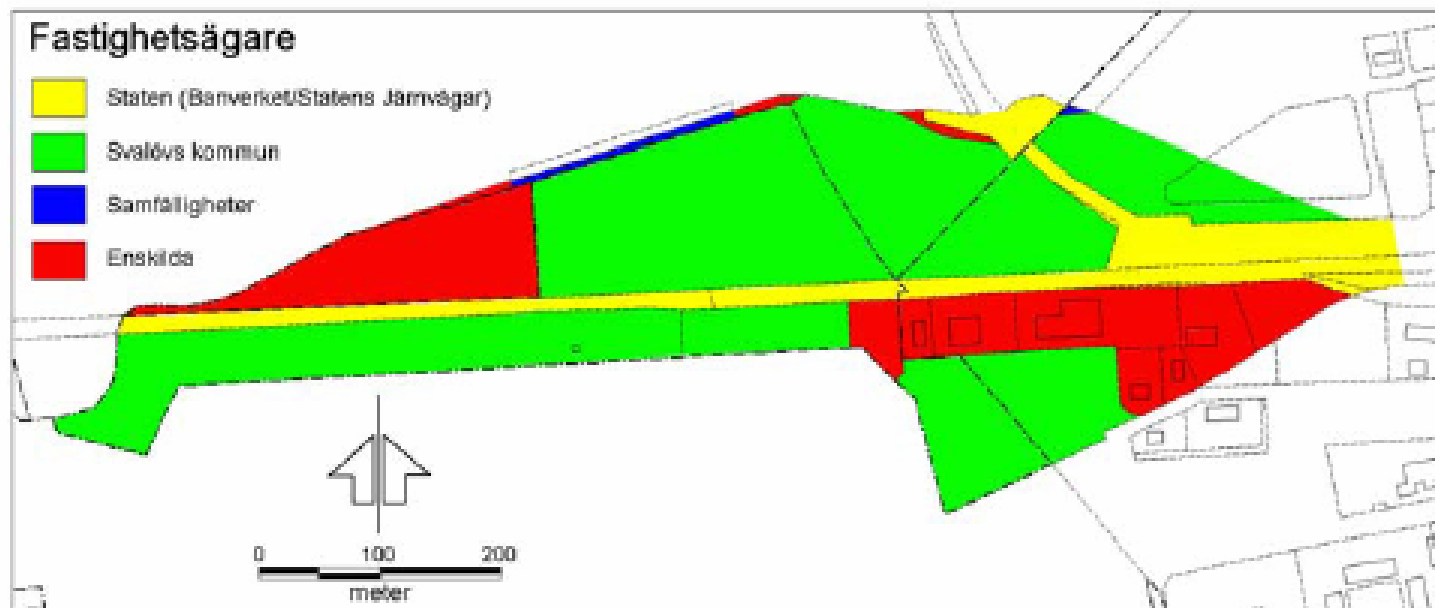 Fastighetsägare
Staten (Banverket/Statens Järnvägar)
Svalövs kommun
Samfälligheter
Enskilda
0 100 200
meter